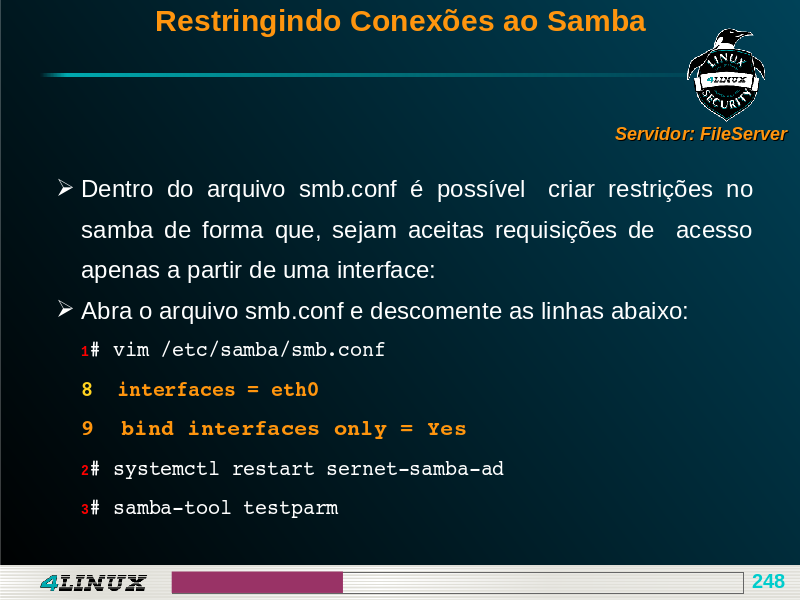 Restringindo Conexões ao Samba
LINUX
4LINUX
SECURITY
Servidor: FileServer
➢ Dentro do arquivo smb.conf é possível criar restrições no
samba de forma que, sejam aceitas requisições de acesso
apenas a partir de uma interface:
➢ Abra o arquivo smb.conf e descomente as linhas abaixo:
1# vim /etc/samba/smb.conf
8 interfaces = eth0
9 bind interfaces only = Yes
2# systemctl restart sernet-samba-ad
3# samba-tool testparm
4LINUX
248